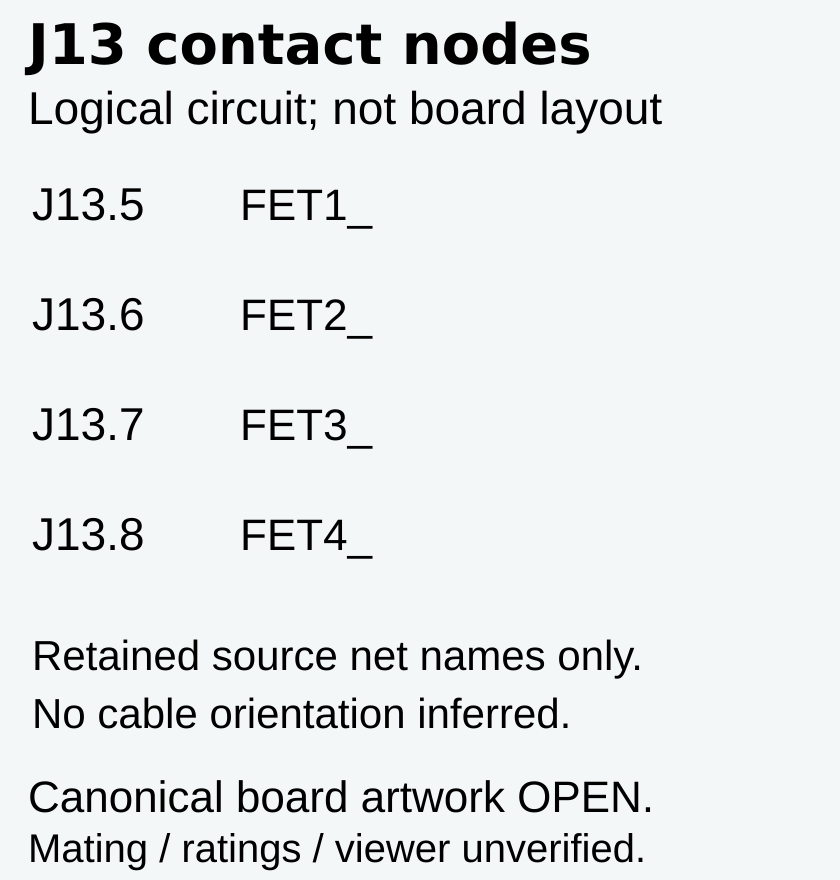 J13 contact nodes
Logical circuit; not board layout
J13.5 FET1_
J13.6 FET2_
J13.7 FET3_
J13.8 FET4_
Retained source net names only.
No cable orientation inferred.
Canonical board artwork OPEN.
Mating / ratings / viewer unverified.